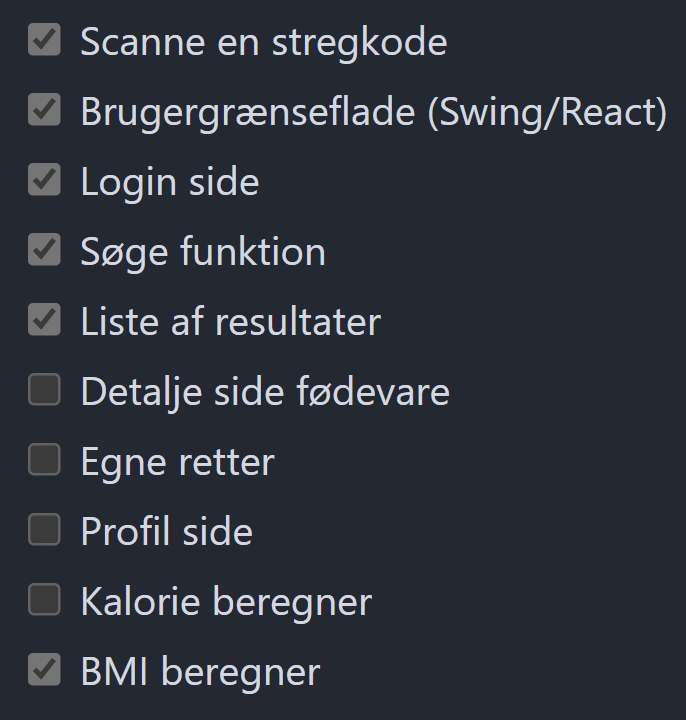 Scanne en stregkode
Brugergrænseflade (Swing/React)
Login side
Søge funktion
Liste af resultater
Detalje side fødevare
Egne retter
Profil side
Kalorie beregner
BMI beregner